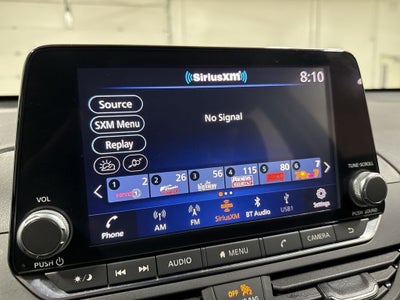 SiriusXM
8:10
Source
No Signal
SXM Menu
Replay
1 2
2 26
3 56
4 115
5 80
6 7
VOL
TUNE·SCROLL
Phone
AM
FM
SiriusXM
BT Audio
USB1
Settings
PUSH
PUSH SOUND
AUDIO
MENU
CAMERA
OFF